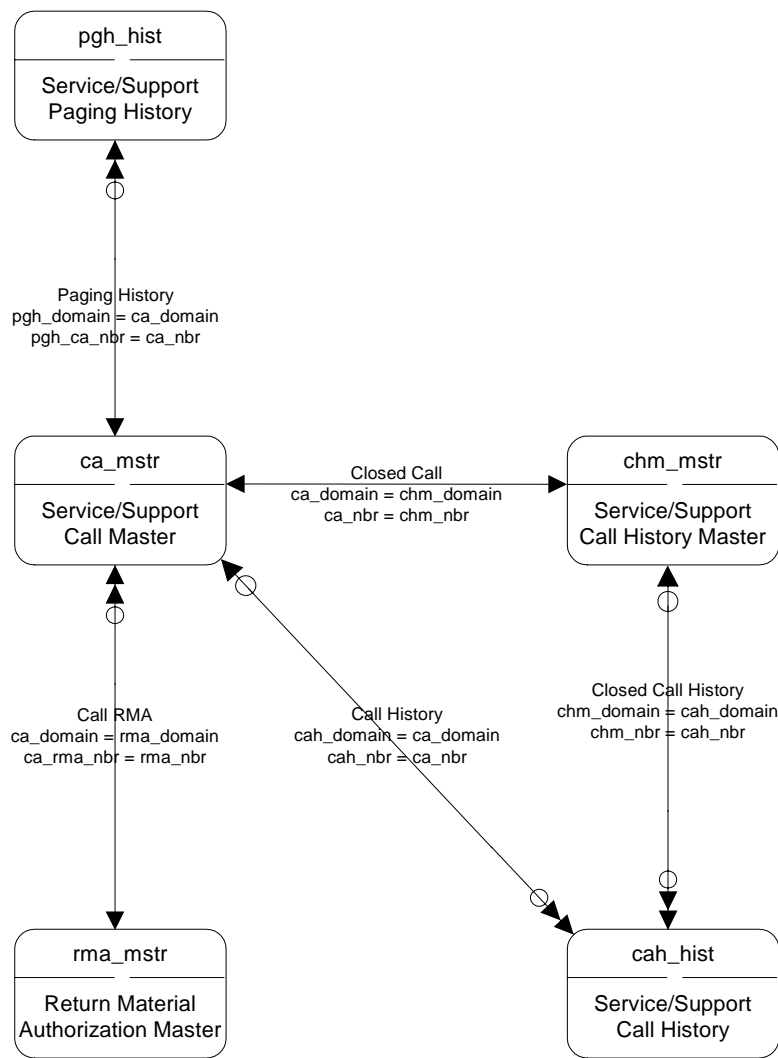 pgh_hist
Service/Support
Paging History
Paging History
pgh_domain = ca_domain
pgh_ca_nbr = ca_nbr
ca_mstr
Service/Support
Call Master
Closed Call
ca_domain = chm_domain
ca_nbr = chm_nbr
chm_mstr
Service/Support
Call History Master
Call RMA
ca_domain = rma_domain
ca_rma_nbr = rma_nbr
Call History
cah_domain = ca_domain
cah_nbr = ca_nbr
Closed Call History
chm_domain = cah_domain
chm_nbr = cah_nbr
rma_mstr
Return Material
Authorization Master
cah_hist
Service/Support
Call History